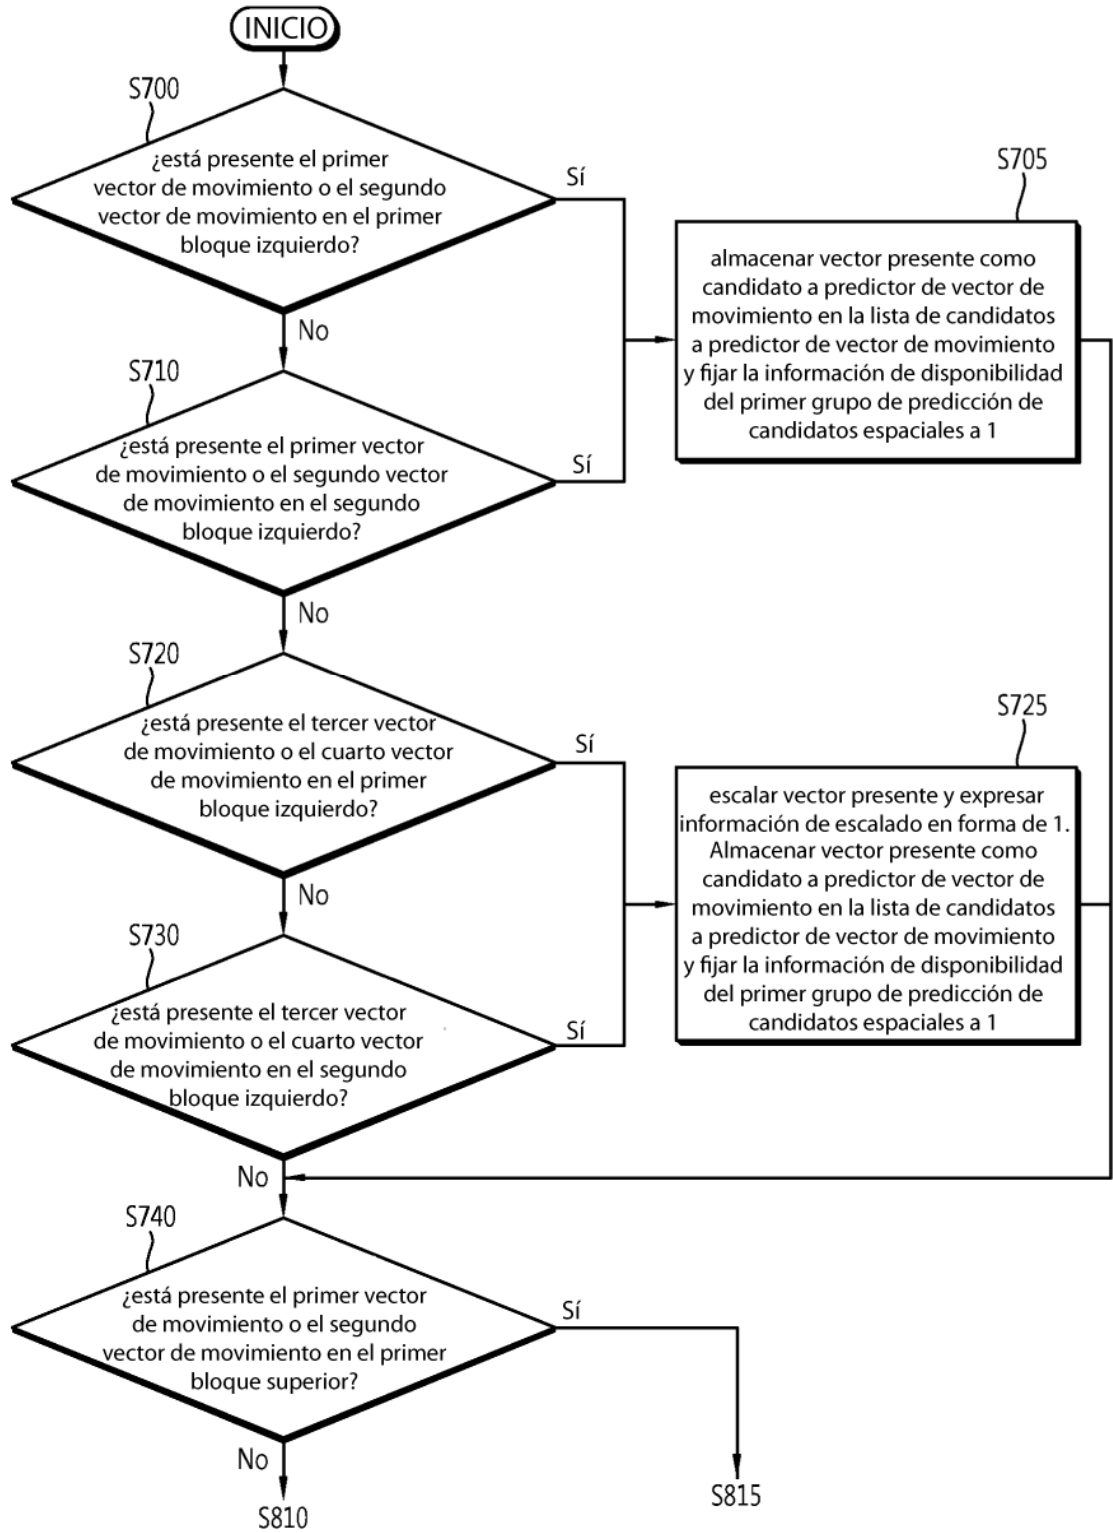 INICIO
S700
¿está presente el primer
vector de movimiento o el segundo
vector de movimiento en el primer
bloque izquierdo?
Sí
No
S705
almacenar vector presente como
candidato a predictor de vector de
movimiento en la lista de candidatos
a predictor de vector de movimiento
y fijar la información de disponibilidad
del primer grupo de predicción de
candidatos espaciales a 1
S710
¿está presente el primer vector
de movimiento o el segundo vector
de movimiento en el segundo
bloque izquierdo?
Sí
No
S720
¿está presente el tercer vector
de movimiento o el cuarto vector
de movimiento en el primer
bloque izquierdo?
Sí
No
S725
escalar vector presente y expresar
información de escalado en forma de 1.
Almacenar vector presente como
candidato a predictor de vector de
movimiento en la lista de candidatos
a predictor de vector de movimiento
y fijar la información de disponibilidad
del primer grupo de predicción de
candidatos espaciales a 1
S730
¿está presente el tercer vector
de movimiento o el cuarto vector
de movimiento en el segundo
bloque izquierdo?
Sí
No
S740
¿está presente el primer vector
de movimiento o el segundo
vector de movimiento en el primer
bloque superior?
Sí
No
S815
S810